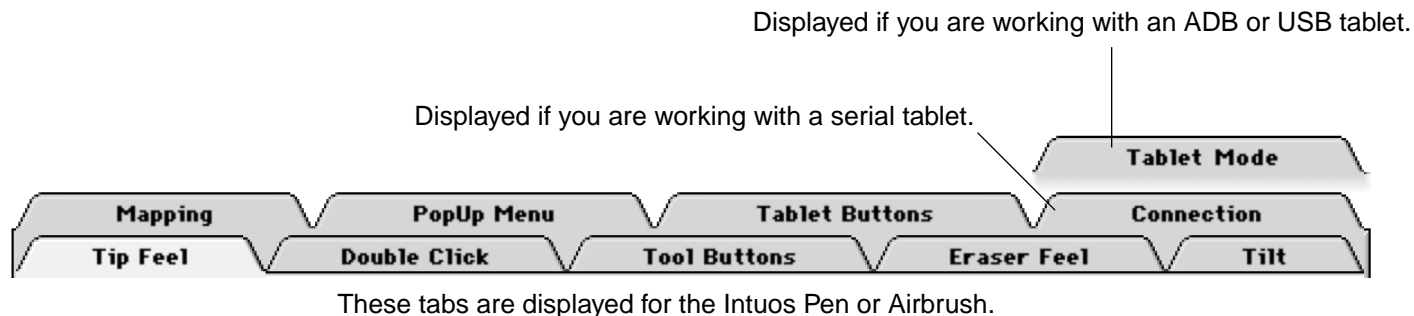 Displayed if you are working with an ADB or USB tablet.
Displayed if you are working with a serial tablet.
Tablet Mode
Mapping PopUp Menu Tablet Buttons Connection
Tip Feel Double Click Tool Buttons Eraser Feel Tilt
These tabs are displayed for the Intuos Pen or Airbrush.